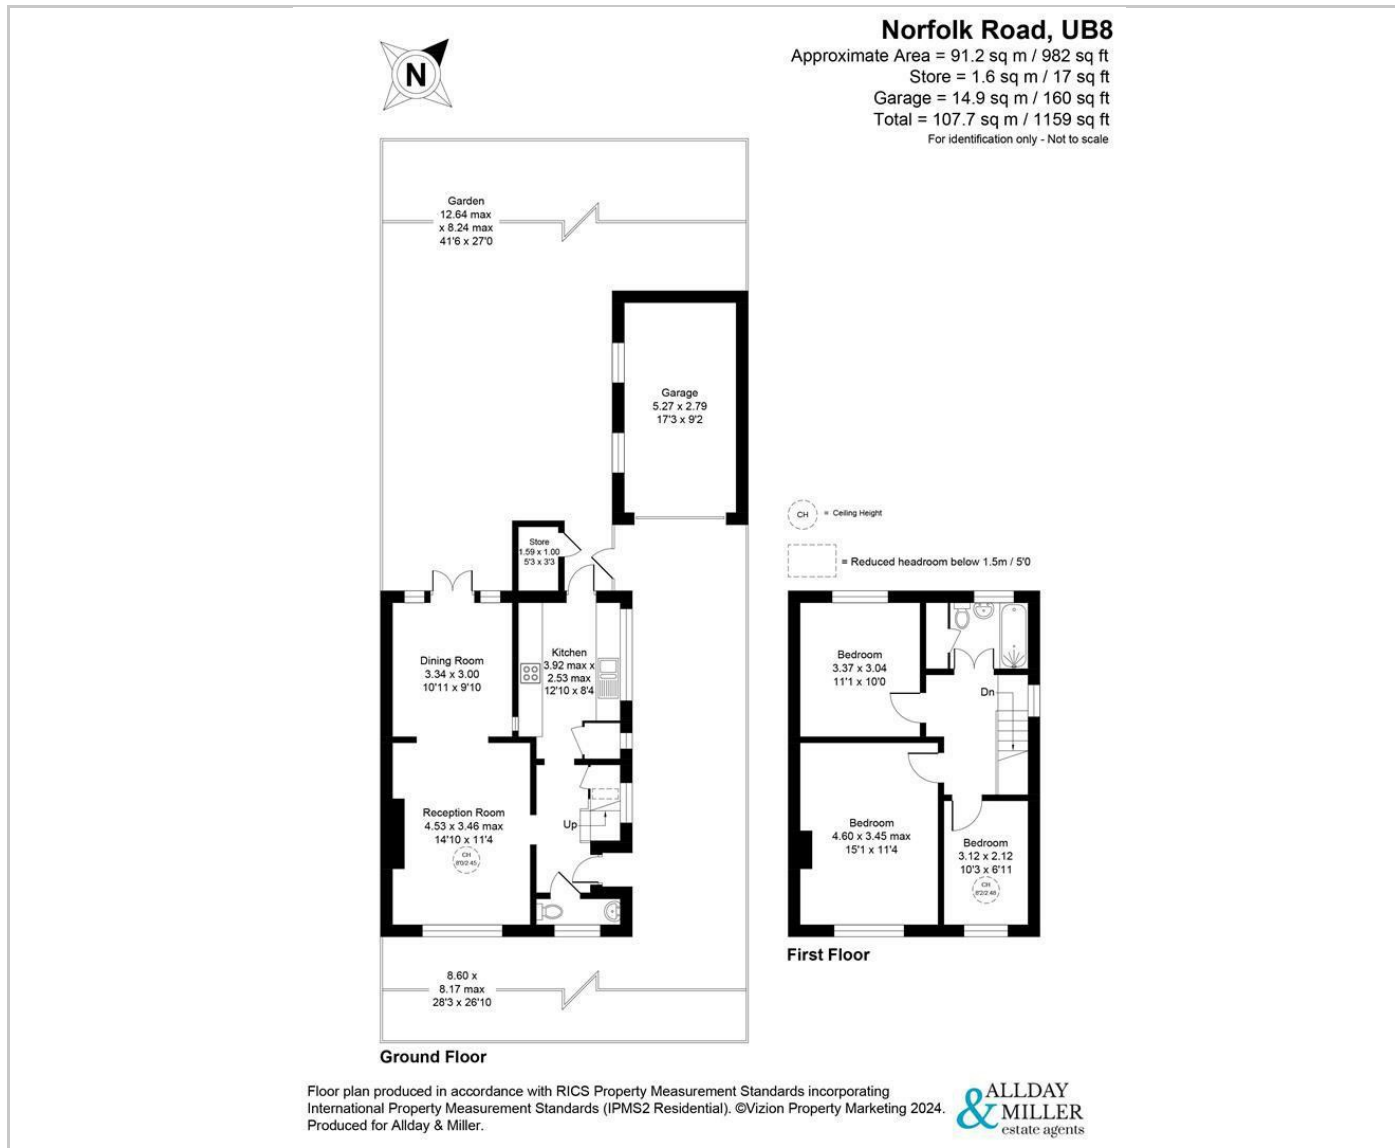 N
Norfolk Road, UB8
Approximate Area = 91.2 sq m / 982 sq ft
Store = 1.6 sq m / 17 sq ft
Garage = 14.9 sq m / 160 sq ft
Total = 107.7 sq m / 1159 sq ft
For identification only - Not to scale
Garden
12.64 max
x 8.24 max
41'6 x 27'0
Garage
5.27 x 2.79
17'3 x 9'2
Store
1.59 x 1.00
5'3 x 3'3
CH
= Ceiling Height
= Reduced headroom below 1.5m / 5'0
Dining Room
3.34 x 3.00
10'11 x 9'10
Kitchen
3.92 max x
2.53 max
12'10 x 8'4
Reception Room
4.53 x 3.46 max
14'10 x 11'4
CH
8'0/2.45
Up
8.60 x
8.17 max
28'3 x 26'10
Ground Floor
Bedroom
3.37 x 3.04
11'1 x 10'0
Dn
Bedroom
4.60 x 3.45 max
15'1 x 11'4
Bedroom
3.12 x 2.12
10'3 x 6'11
CH
First Floor
Floor plan produced in accordance with RICS Property Measurement Standards incorporating
International Property Measurement Standards (IPMS2 Residential). ©Vizion Property Marketing 2024.
Produced for Allday & Miller.
ALLDAY
& MILLER
estate agents